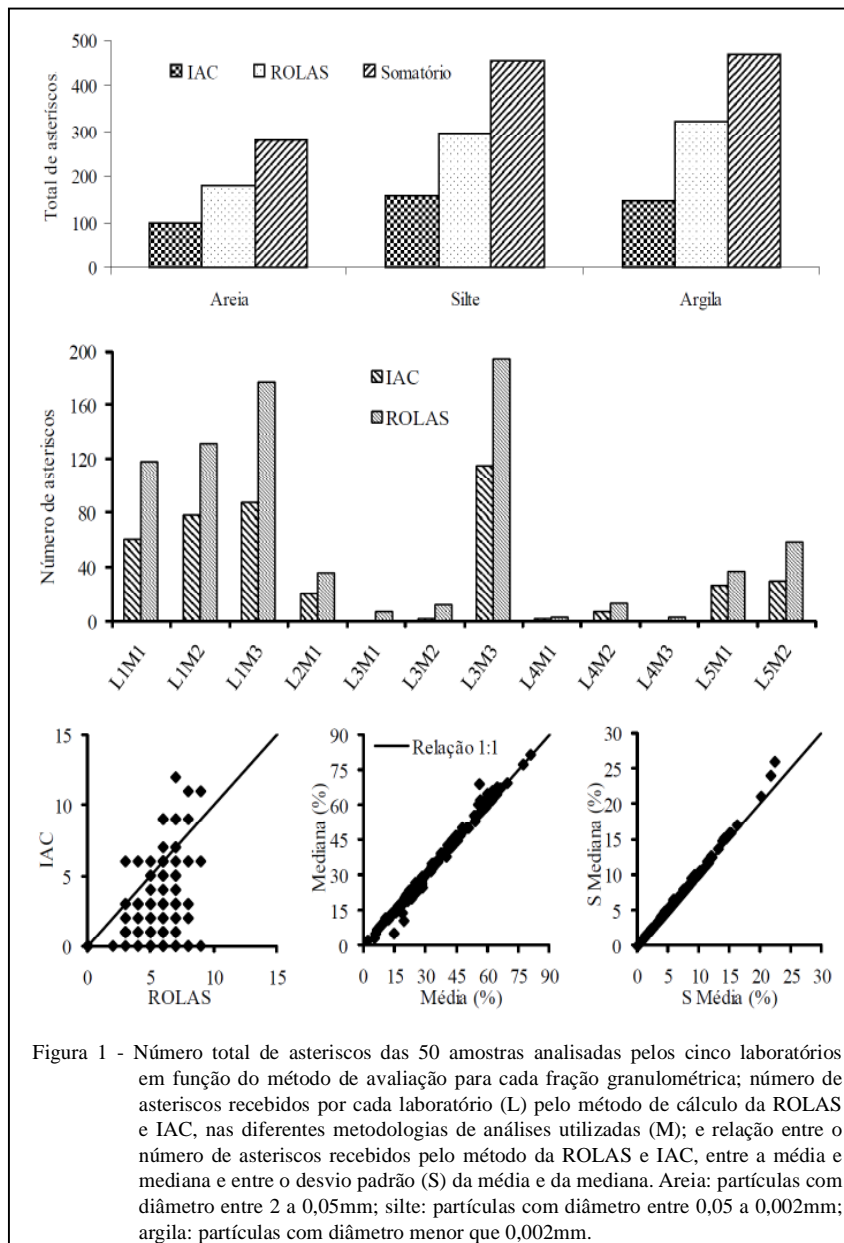 500
400
300
200
100
0
Total de asteríscos
IAC ROLAS Somatório
Areia Silte Argila
200
160
120
80
40
0
Número de asteriscos
IAC
ROLAS
L1M1 L1M2 L1M3 L2M1 L3M1 L3M2 L3M3 L4M1 L4M2 L4M3 L5M1 L5M2
15
10
5
0
IAC
0 5 10 15
ROLAS
90
75
60
45
30
15
0
Mediana (%)
Relação 1:1
0 15 30 45 60 75 90
Média (%)
30
25
20
15
10
5
0
S Mediana (%)
0 5 10 15 20 25 30
S Média (%)
Figura 1 - Número total de asteriscos das 50 amostras analisadas pelos cinco laboratórios
em função do método de avaliação para cada fração granulométrica; número de
asteriscos recebidos por cada laboratório (L) pelo método de cálculo da ROLAS
e IAC, nas diferentes metodologias de análises utilizadas (M); e relação entre o
número de asteriscos recebidos pelo método da ROLAS e IAC, entre a média e
mediana e entre o desvio padrão (S) da média e da mediana. Areia: partículas com
diâmetro entre 2 a 0,05mm; silte: partículas com diâmetro entre 0,05 a 0,002mm;
argila: partículas com diâmetro menor que 0,002mm.